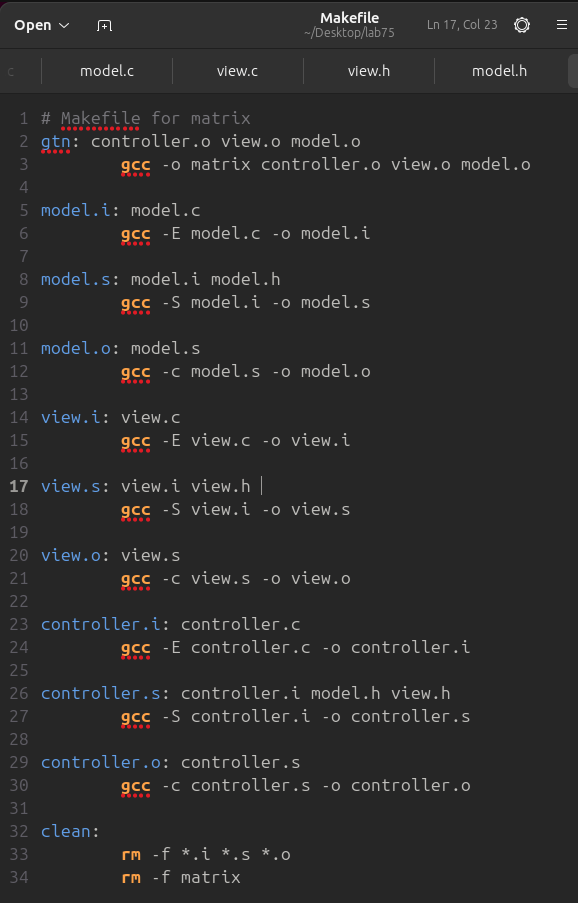 Open
Makefile
~/Desktop/lab75
Ln 17, Col 23
c
model.c
view.c
view.h
model.h
1 # Makefile for matrix
2 gtn: controller.o view.o model.o
3         gcc -o matrix controller.o view.o model.o
4
5 model.i: model.c
6         gcc -E model.c -o model.i
7
8 model.s: model.i model.h
9         gcc -S model.i -o model.s
10
11 model.o: model.s
12         gcc -c model.s -o model.o
13
14 view.i: view.c
15         gcc -E view.c -o view.i
16
17 view.s: view.i view.h
18         gcc -S view.i -o view.s
19
20 view.o: view.s
21         gcc -c view.s -o view.o
22
23 controller.i: controller.c
24         gcc -E controller.c -o controller.i
25
26 controller.s: controller.i model.h view.h
27         gcc -S controller.i -o controller.s
28
29 controller.o: controller.s
30         gcc -c controller.s -o controller.o
31
32 clean:
33         rm -f *.i *.s *.o
34         rm -f matrix